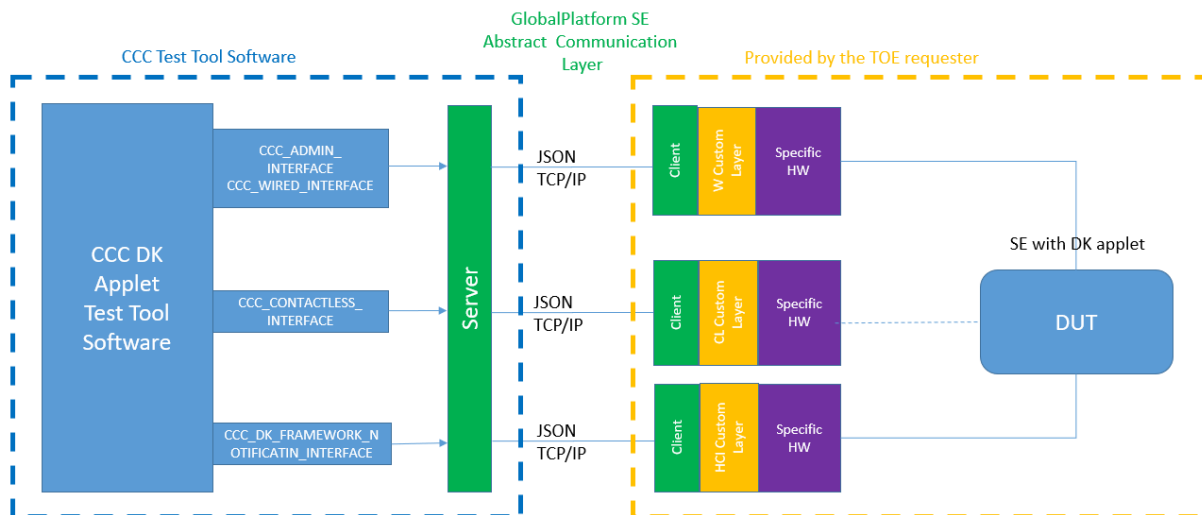 GlobalPlatform SE
Abstract Communication
Layer
CCC Test Tool Software
Provided by the TOE requester
CCC DK
Applet
Test Tool
Software
CCC_ADMIN_
INTERFACE
CCC_WIRED_INTERFACE
CCC_CONTACTLESS_
INTERFACE
CCC_DK_FRAMEWORK_N
OTIFICATIN_INTERFACE
Server
JSON
TCP/IP
JSON
TCP/IP
JSON
TCP/IP
Client
W Custom
Layer
Specific
HW
Client
CL Custom
Layer
Specific
HW
Client
HCI Custom
Layer
Specific
HW
SE with DK applet
DUT